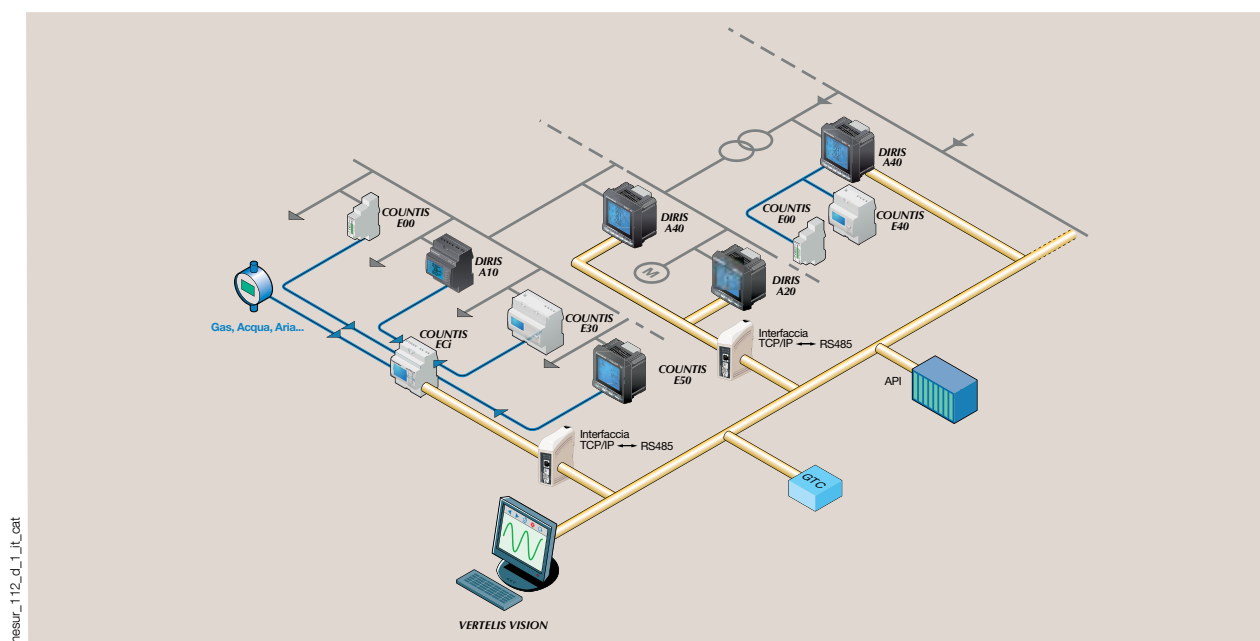 DIRIS
A40
COUNTIS
E00
COUNTIS
E40
COUNTIS
E00
DIRIS
A40
DIRIS
A10
M
DIRIS
A20
Gas, Acqua, Aria...
COUNTIS
E30
COUNTIS
ECi
Interfaccia
TCP/IP ↔ RS485
COUNTIS
E50
API
Interfaccia
TCP/IP ↔ RS485
GTC
VERTELIS VISION
mesur_112_d_1_it_cat